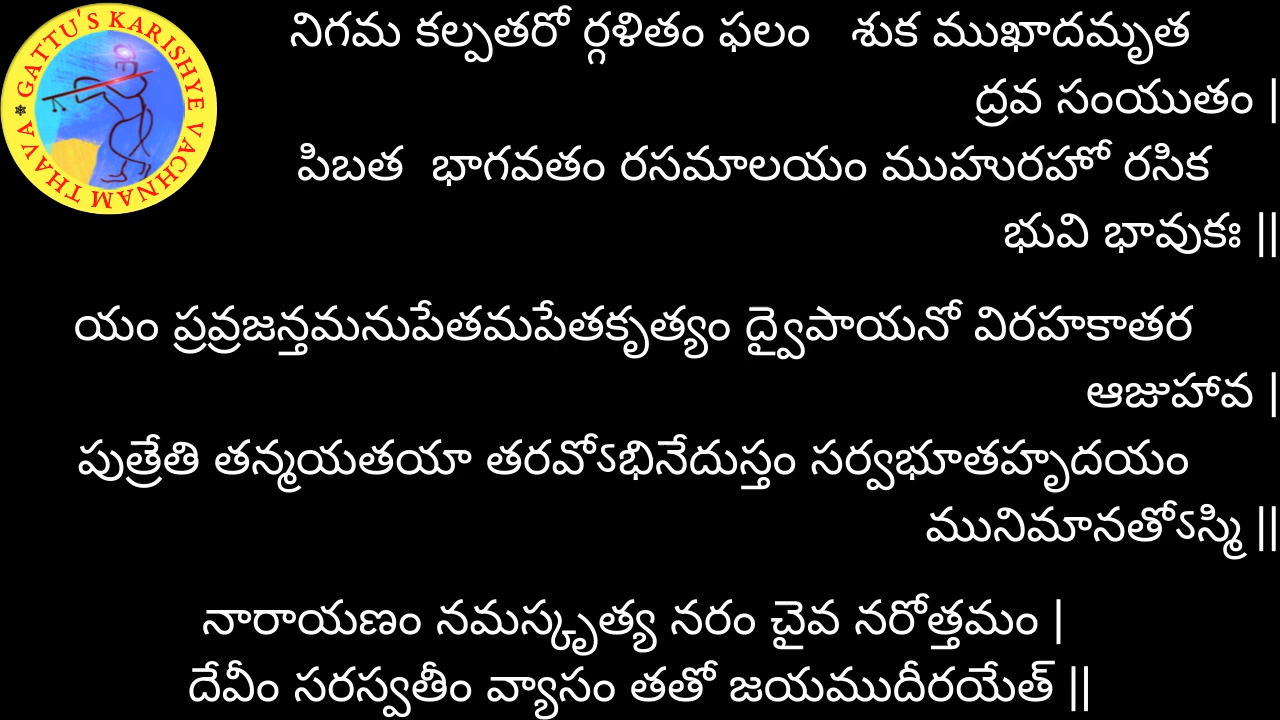 GATTU'S KARISHYE VACHNAM THAVA
నిగమ కల్పతరో ర్గళితం ఫలం శుక ముఖాదమృత
ద్రవ సంయుతం |
పిబత భాగవతం రసమాలయం ముహురహో రసిక
భువి భావుకః ||
యం ప్రవ్రజన్తమనుపేతమపేతకృత్యం ద్వైపాయనో విరహకాతర
ఆజుహావ |
పుత్రేతి తన్మయతయా తరవోఽభినేదుస్తం సర్వభూతహృదయం
మునిమానతోఽస్మి ||
నారాయణం నమస్కృత్య నరం చైవ నరోత్తమం |
దేవీం సరస్వతీం వ్యాసం తతో జయముదీరయేత్ ||